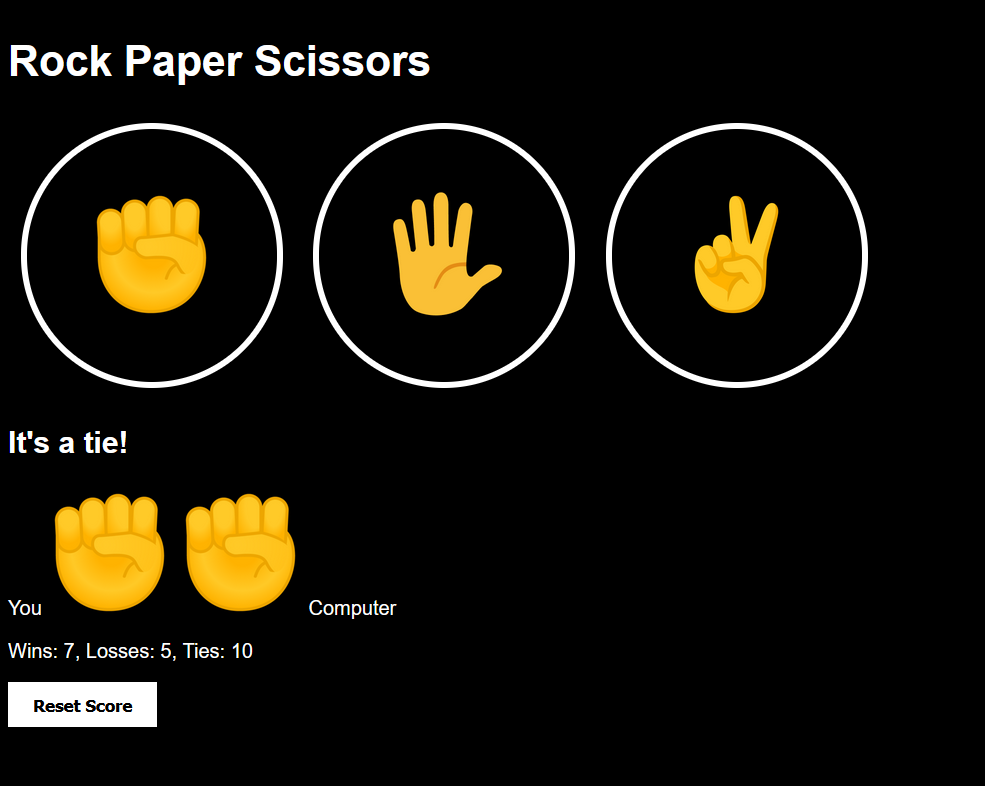 Rock Paper Scissors
It's a tie!
You Computer
Wins: 7, Losses: 5, Ties: 10
Reset Score